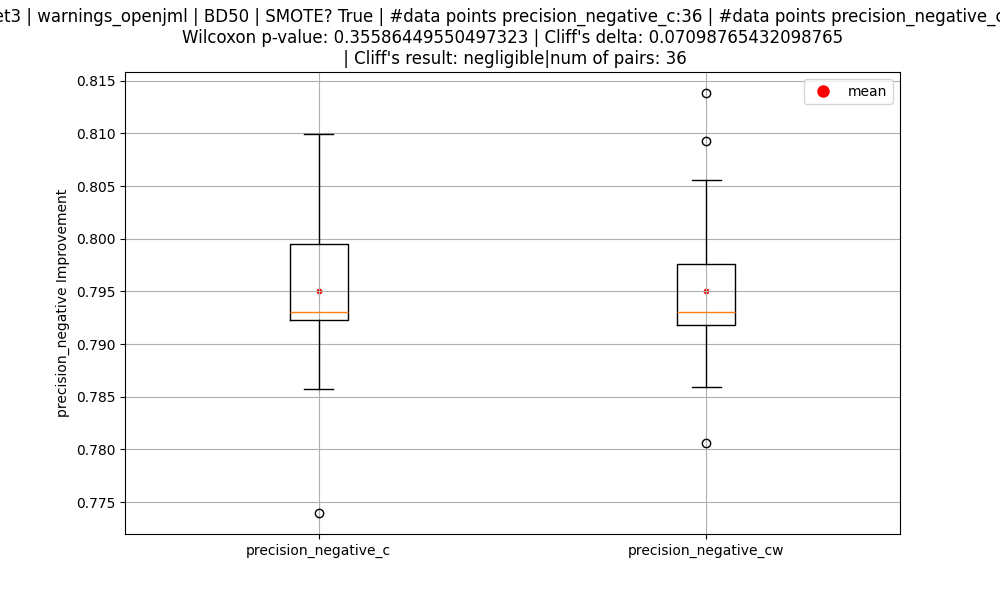 et3 | warnings_openjml | BD50 | SMOTE? True | #data points precision_negative_c:36 | #data points precision_negative_c
Wilcoxon p-value: 0.35586449550497323 | Cliff's delta: 0.07098765432098765
| Cliff's result: negligible|num of pairs: 36
mean
0.815
0.810
0.805
0.800
0.795
0.790
0.785
0.780
0.775
precision_negative Improvement
precision_negative_c
precision_negative_cw